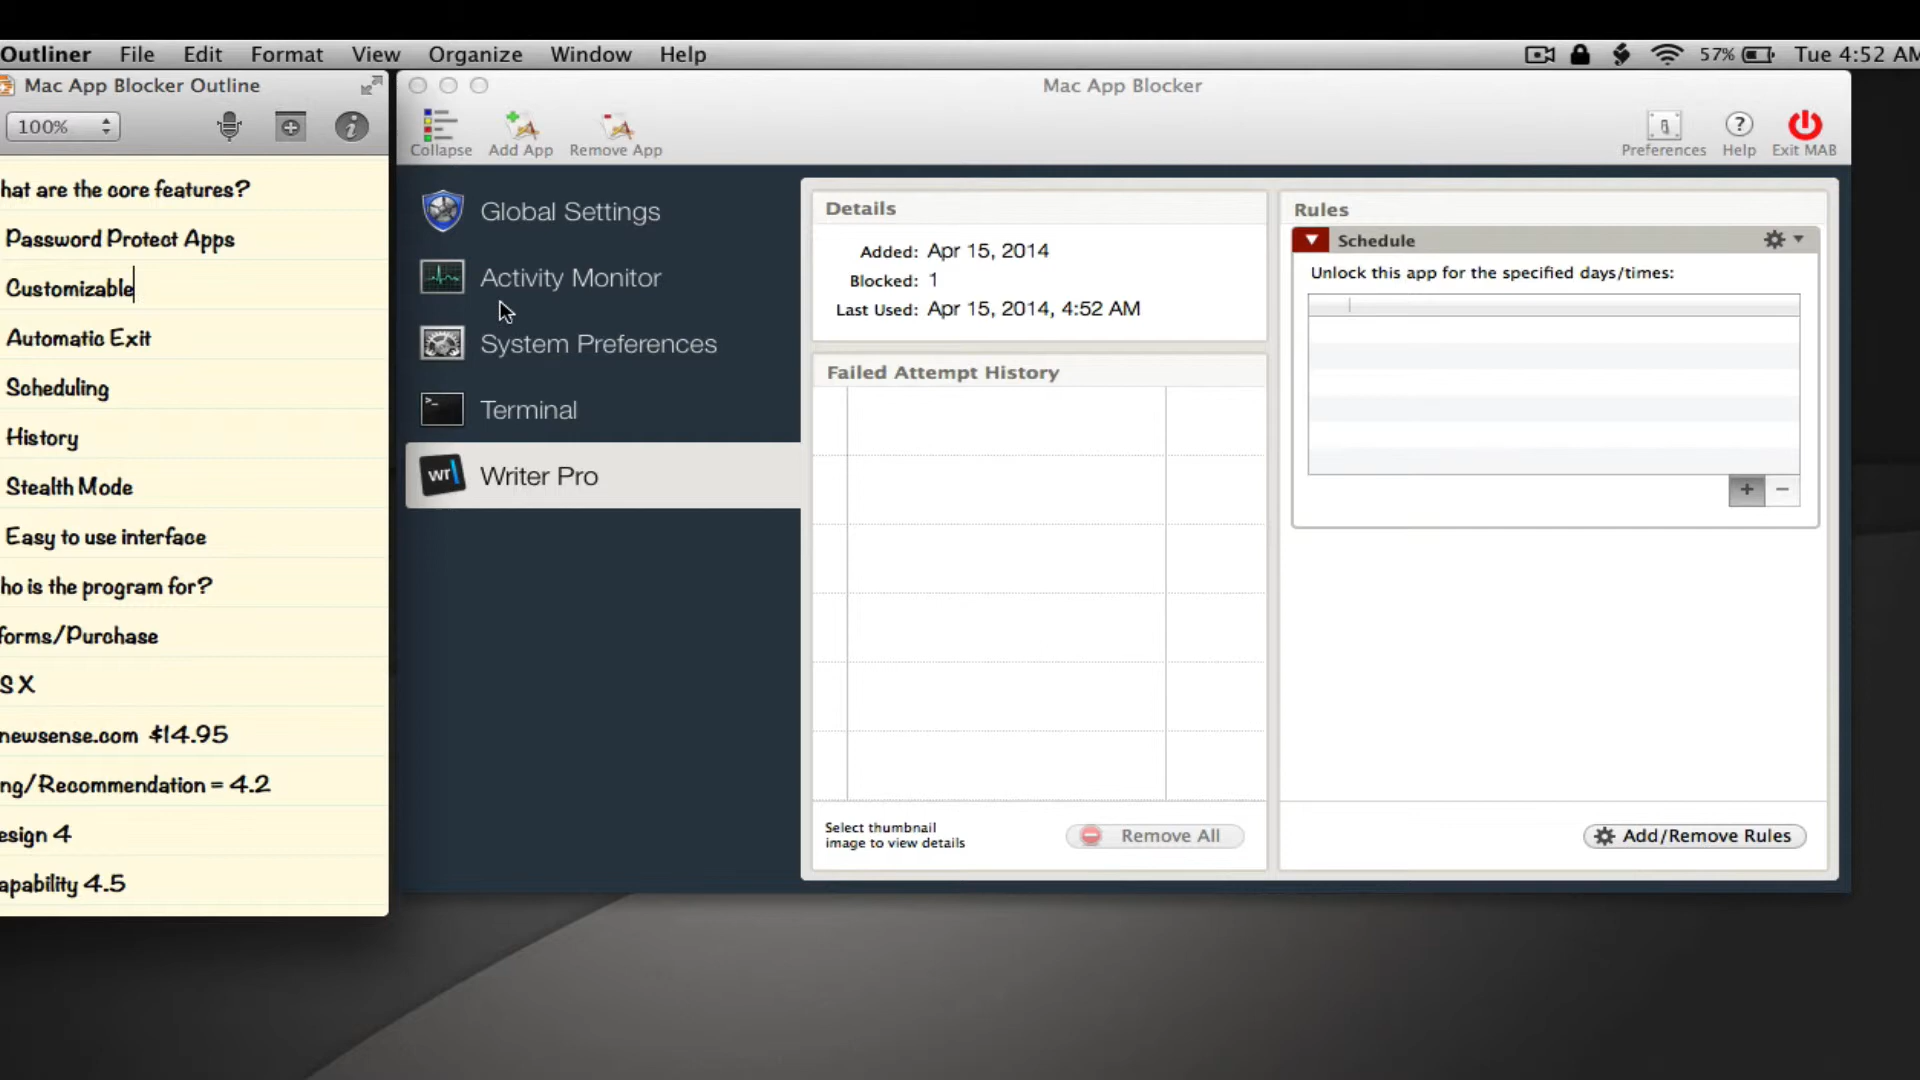 Outliner File Edit Format View Organize Window Help 57% Tue 4:52 AM
Mac App Blocker Outline
100%
hat are the core features?
Password Protect Apps
Customizable
Automatic Exit
Scheduling
History
Stealth Mode
Easy to use interface
ho is the program for?
forms/Purchase
S X
newsense.com $14.95
ng/Recommendation = 4.2
esign 4
apability 4.5
Mac App Blocker
Collapse Add App Remove App Preferences Help Exit MAB
Global Settings
Activity Monitor
System Preferences
>_ Terminal
wr Writer Pro
Details
Added: Apr 15, 2014
Blocked: 1
Last Used: Apr 15, 2014, 4:52 AM
Failed Attempt History
Select thumbnail
image to view details
Remove All
Rules
Schedule
Unlock this app for the specified days/times:
+ −
Add/Remove Rules